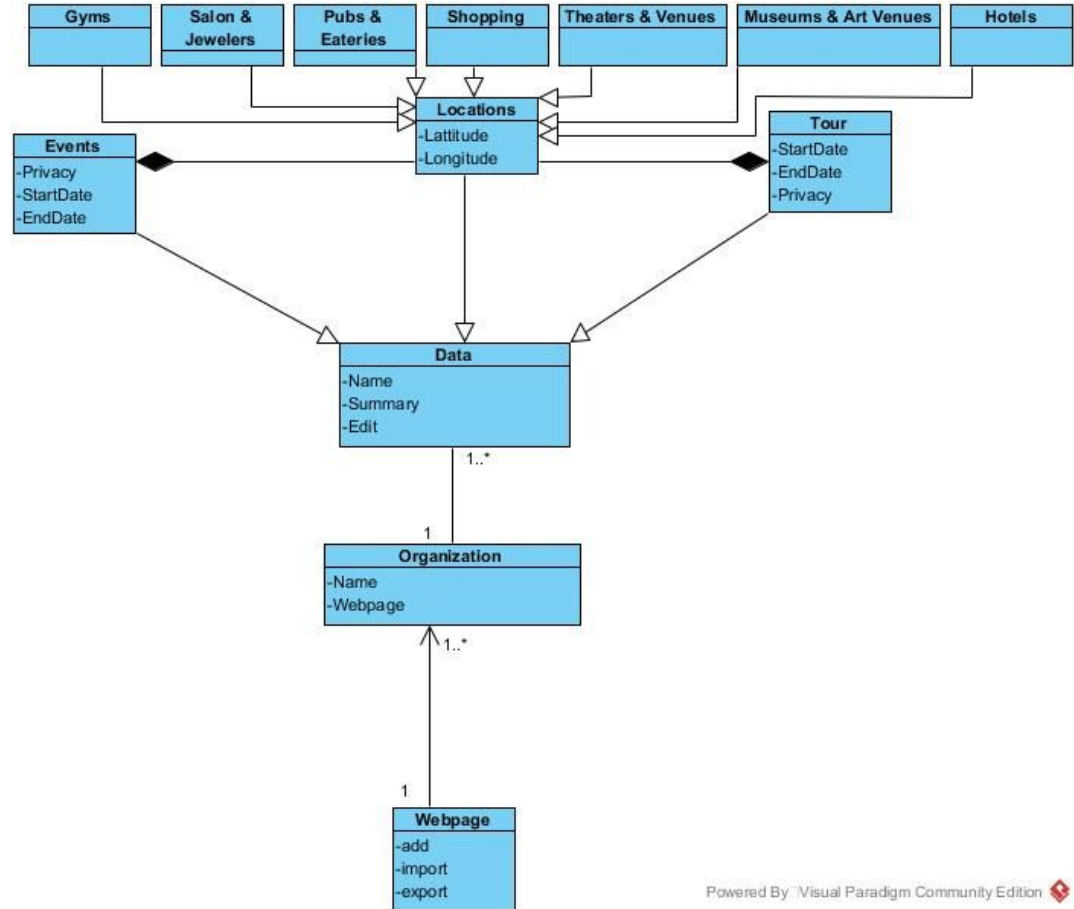 Gyms
Salon &
Jewelers
Pubs &
Eateries
Shopping
Theaters & Venues
Museums & Art Venues
Hotels
Locations
-Lattitude
-Longitude
Events
-Privacy
-StartDate
-EndDate
Tour
-StartDate
-EndDate
-Privacy
Data
-Name
-Summary
-Edit
1..*
1
Organization
-Name
-Webpage
1..*
1
Webpage
-add
-import
-export
Powered By Visual Paradigm Community Edition